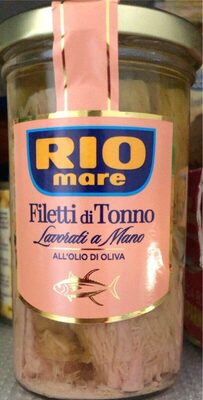 RIO
mare
Filetti di Tonno
Lavorati a Mano
ALL'OLIO DI OLIVA